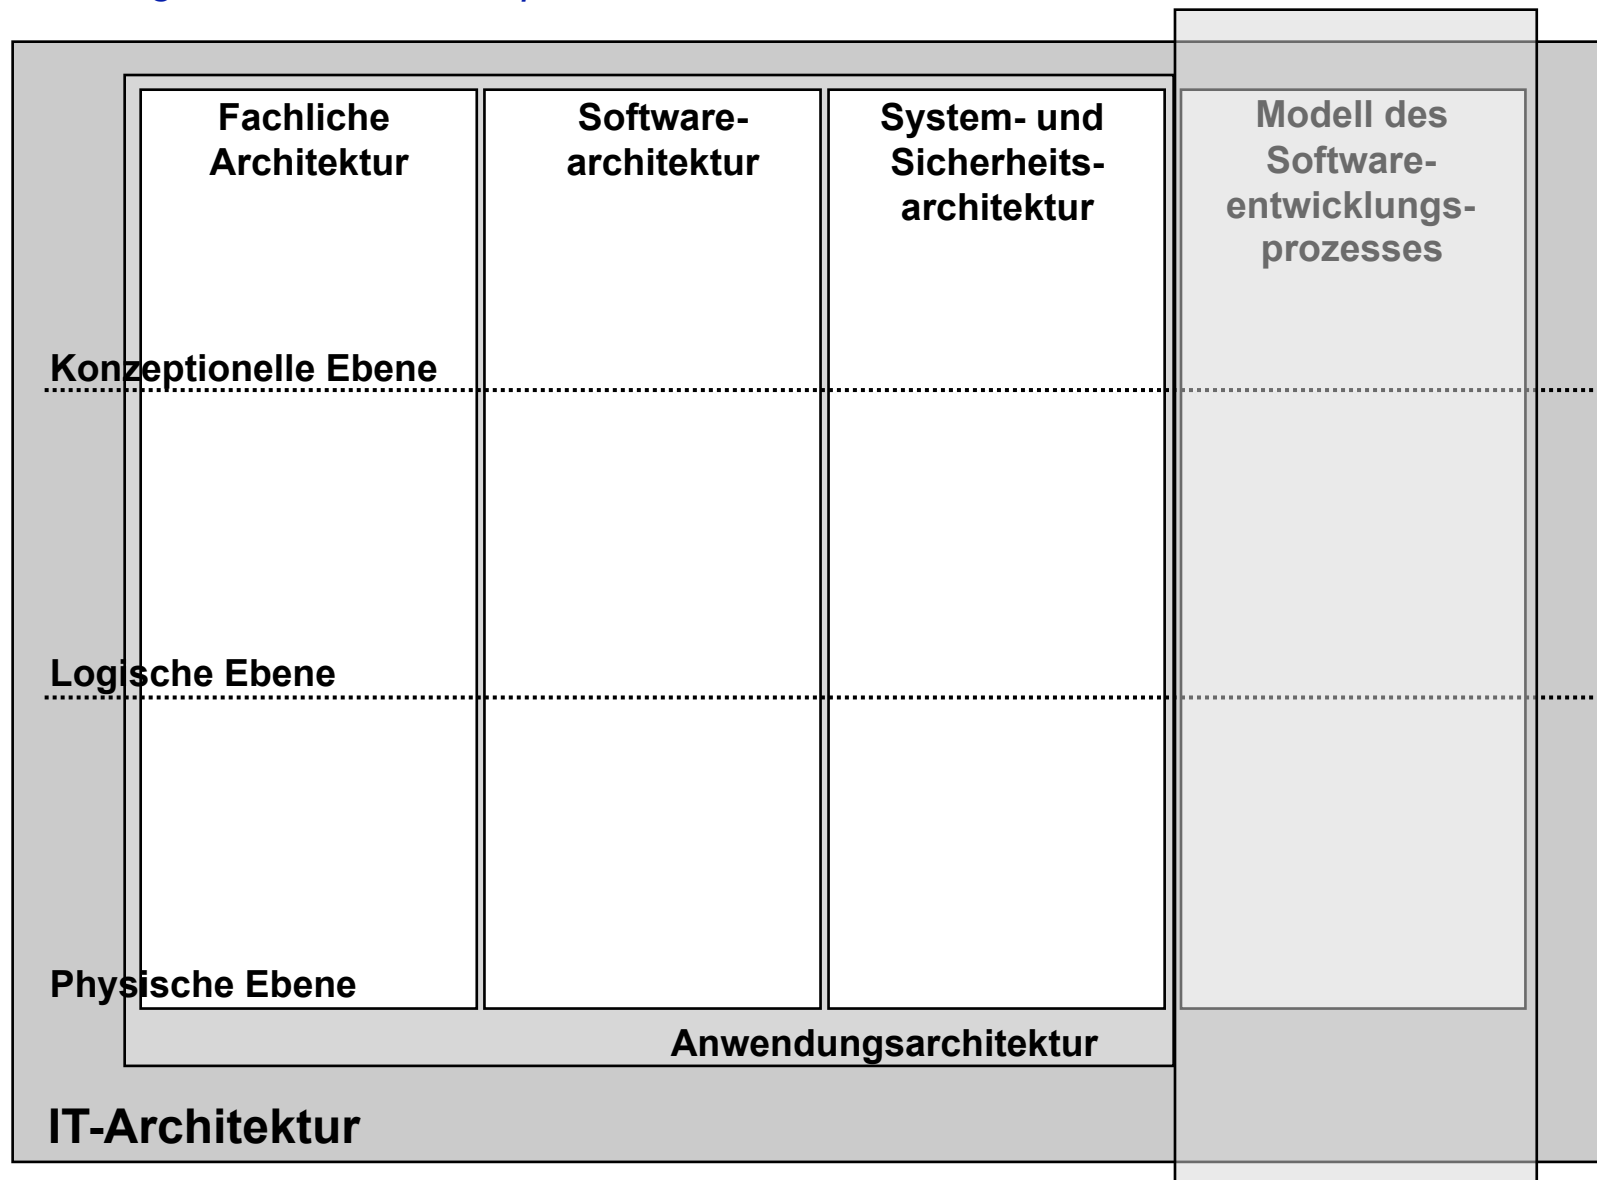 Fachliche
Architektur
Software-
architektur
System- und
Sicherheits-
architektur
Modell des
Software-
entwicklungs-
prozesses
Konzeptionelle Ebene
Logische Ebene
Physische Ebene
Anwendungsarchitektur
IT-Architektur